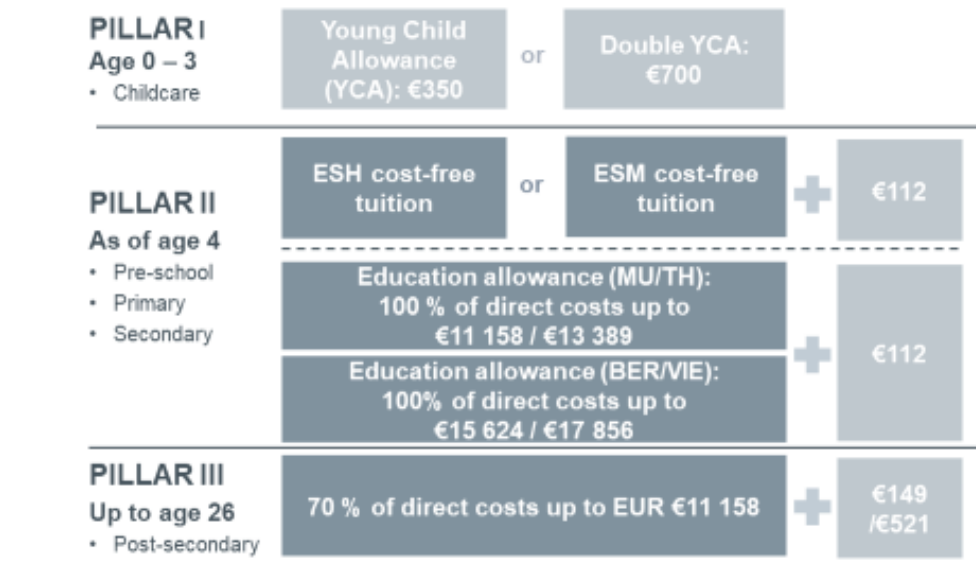 PILLAR I
Age 0 – 3
• Childcare
Young Child
Allowance
(YCA): €350
or
Double YCA:
€700
PILLAR II
As of age 4
• Pre-school
• Primary
• Secondary
ESH cost-free
tuition
or
ESM cost-free
tuition
€112
Education allowance (MU/TH):
100 % of direct costs up to
€11 158 / €13 389
Education allowance (BER/VIE):
100% of direct costs up to
€15 624 / €17 856
€112
PILLAR III
Up to age 26
• Post-secondary
70 % of direct costs up to EUR €11 158
€149
/€521